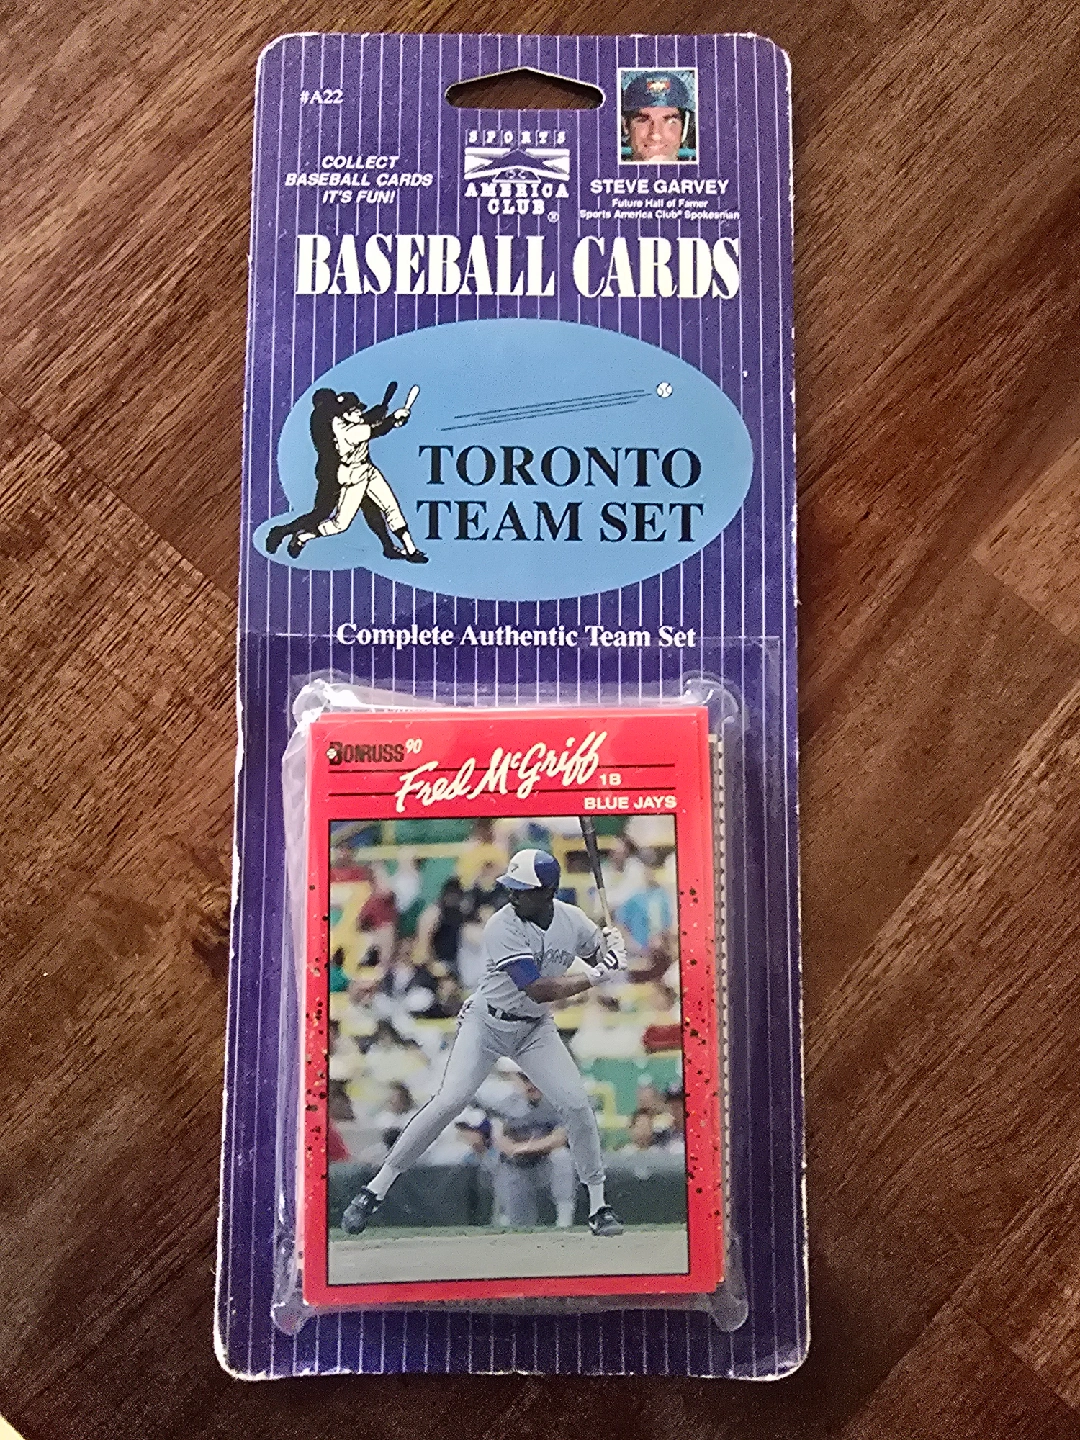 #A22
COLLECT
BASEBALL CARDS
IT'S FUN!
SPORTS
AMERICA
CLUB®
STEVE GARVEY
Future Hall of Famer
Sports America Club® Spokesman
BASEBALL CARDS
TORONTO
TEAM SET
Complete Authentic Team Set
DONRUSS 90
Fred McGriff 1B
BLUE JAYS